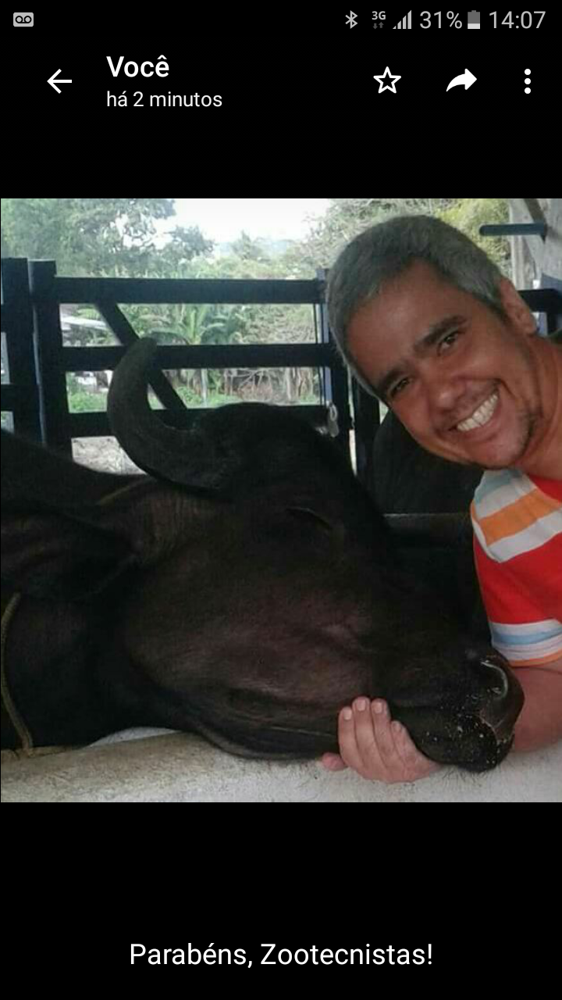 3G 31% 14:07
Você
há 2 minutos
Parabéns, Zootecnistas!